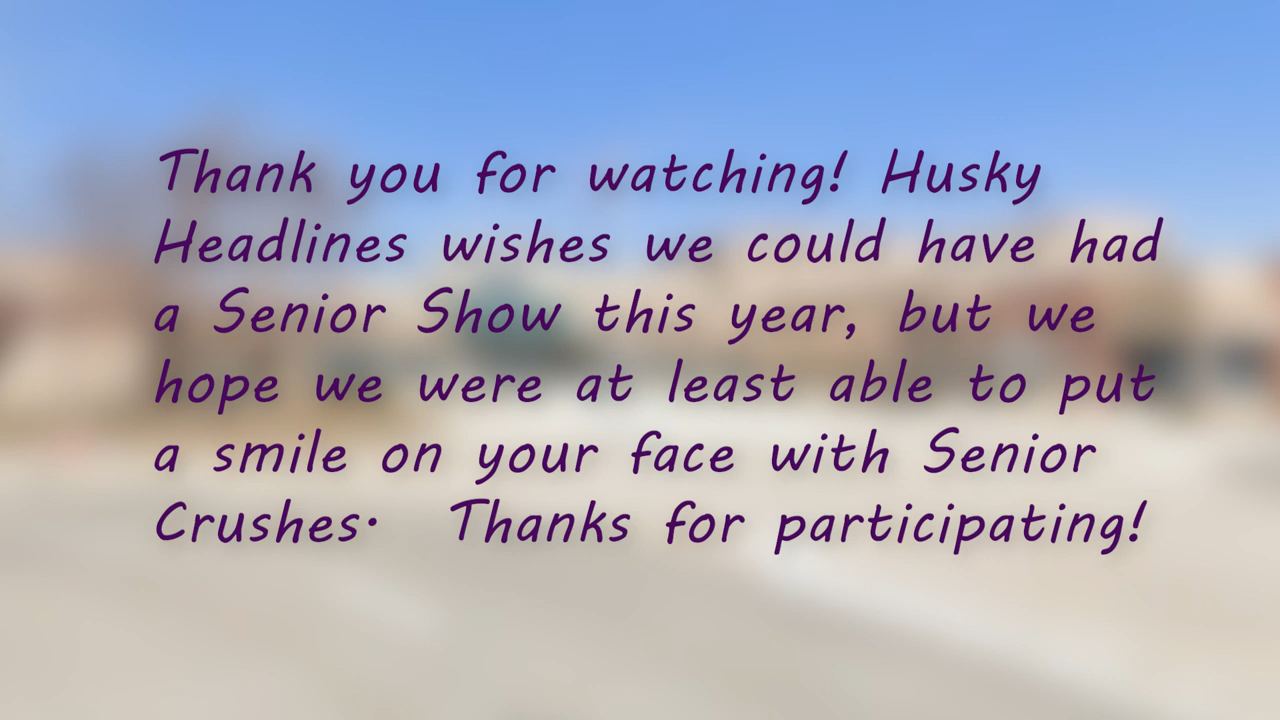 Thank you for watching! Husky
Headlines wishes we could have had
a Senior Show this year, but we
hope we were at least able to put
a smile on your face with Senior
Crushes· Thanks for participating!